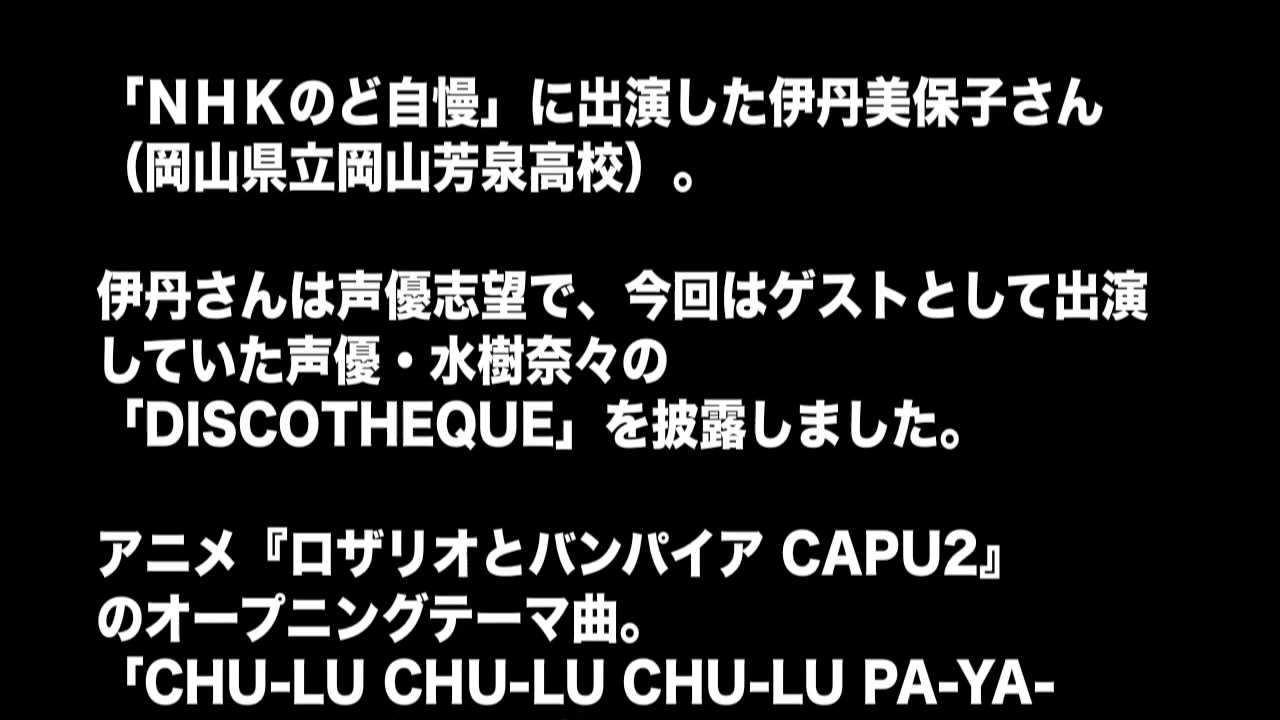 「ＮＨＫのど自慢」に出演した伊丹美保子さん
（岡山県立岡山芳泉高校）。
伊丹さんは声優志望で、今回はゲストとして出演
していた声優・水樹奈々の
「DISCOTHEQUE」を披露しました。
アニメ『ロザリオとバンパイア CAPU2』
のオープニングテーマ曲。
「CHU-LU CHU-LU CHU-LU PA-YA-